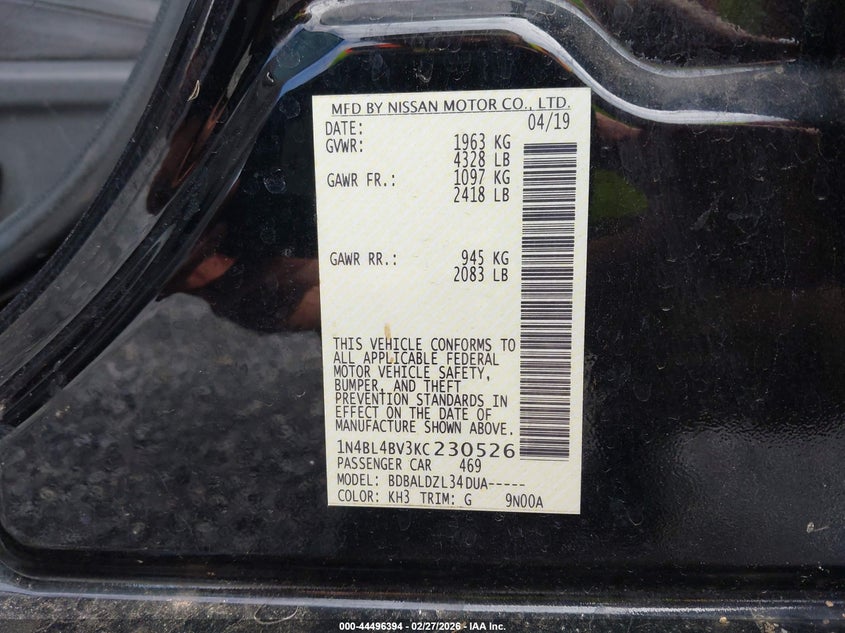 MFD BY NISSAN MOTOR CO., LTD.
DATE: 04/19
GVWR: 1963 KG
4328 LB
GAWR FR.: 1097 KG
2418 LB
GAWR RR.: 945 KG
2083 LB
THIS VEHICLE CONFORMS TO
ALL APPLICABLE FEDERAL
MOTOR VEHICLE SAFETY,
BUMPER, AND THEFT
PREVENTION STANDARDS IN
EFFECT ON THE DATE OF
MANUFACTURE SHOWN ABOVE.
1N4BL4BV3KC230526
PASSENGER CAR 469
MODEL: BDBALDZL34DUA-----
COLOR: KH3 TRIM: G 9N00A
000-44496394 - 02/27/2026 - IAA Inc.